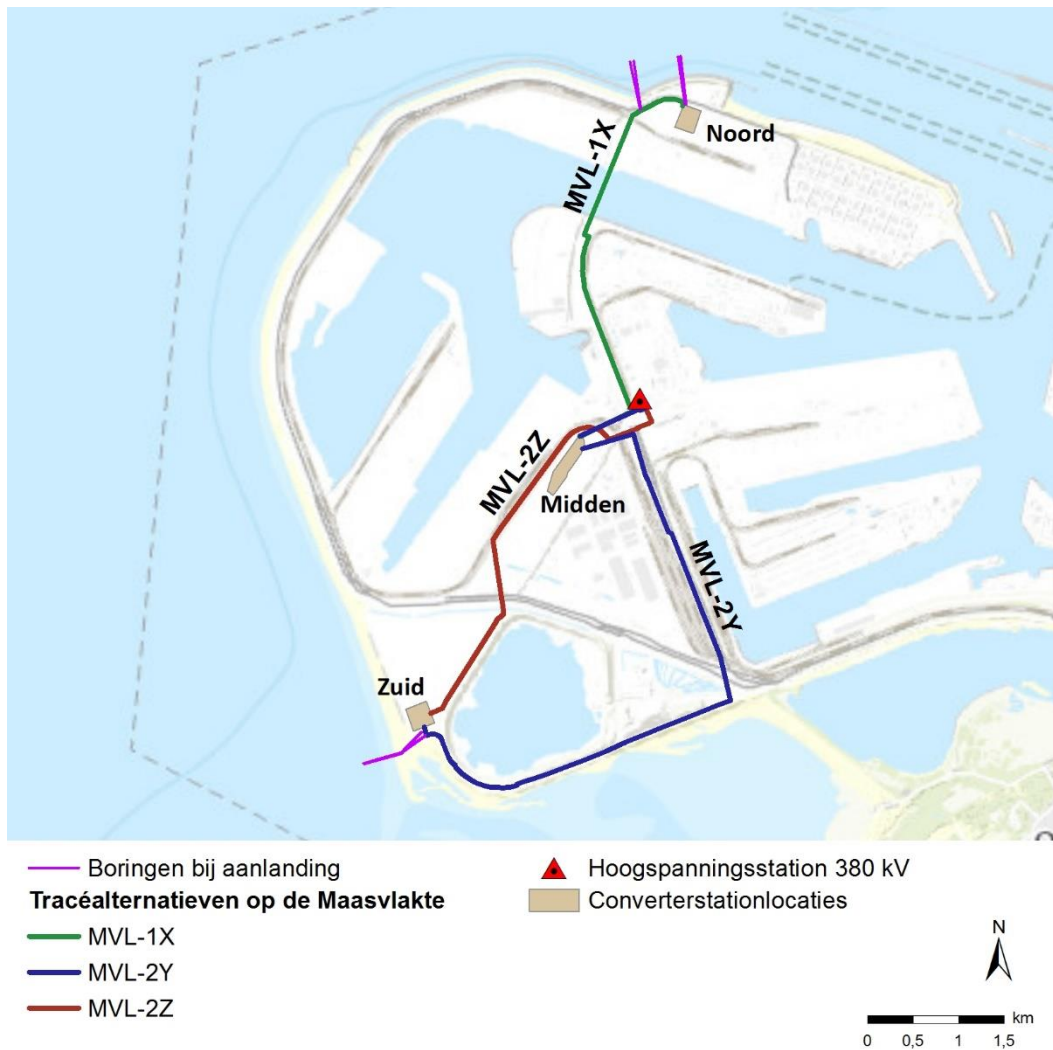 Noord
MVL-1X
MVL-2Z
Midden
MVL-2Y
Zuid
Boringen bij aanlanding
Tracéalternatieven op de Maasvlakte
MVL-1X
MVL-2Y
MVL-2Z
Hoogspanningsstation 380 kV
Converterstationlocaties
N
km
0 0,5 1 1,5